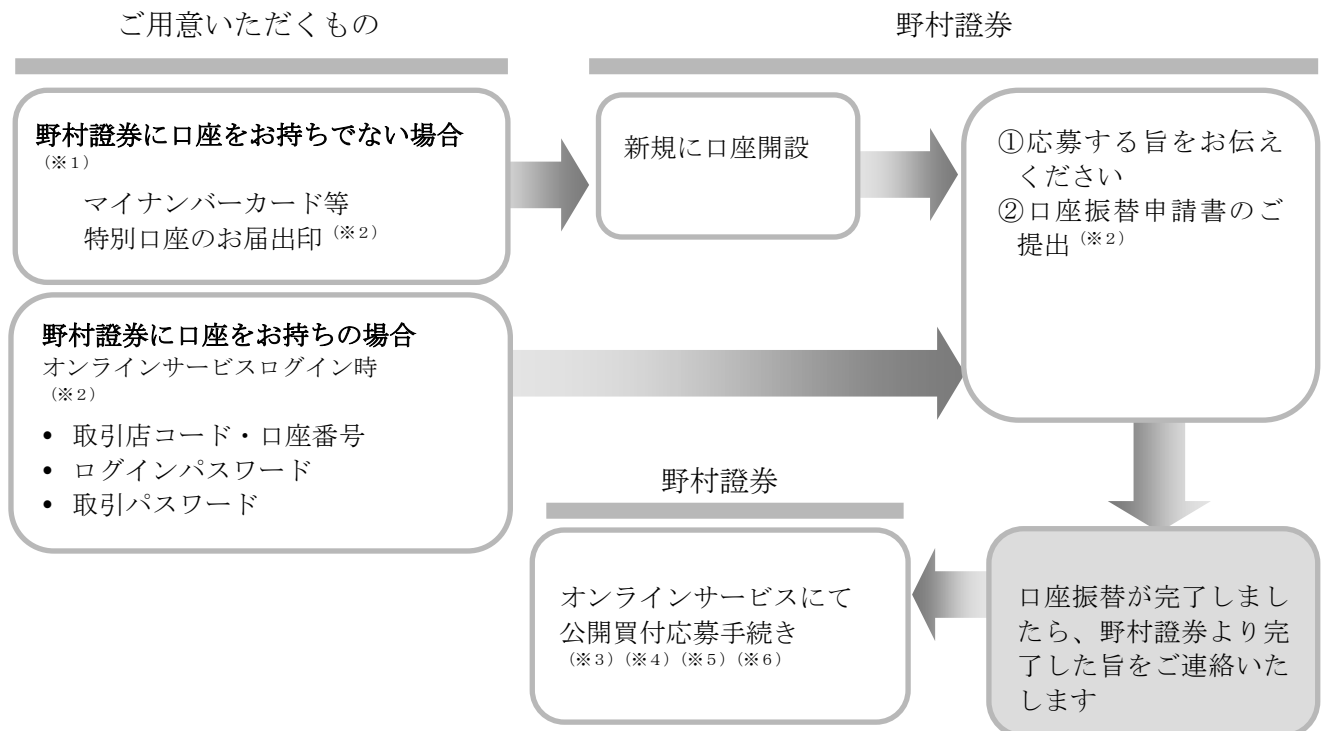 ご用意いただくもの
野村證券
野村證券に口座をお持ちでない場合
(※1)
マイナンバーカード等
特別口座のお届出印(※2)
新規に口座開設
①応募する旨をお伝え
ください
②口座振替申請書のご
提出(※2)
野村證券に口座をお持ちの場合
オンラインサービスログイン時
(※2)
• 取引店コード・口座番号
• ログインパスワード
• 取引パスワード
野村證券
オンラインサービスにて
公開買付応募手続き
(※3)(※4)(※5)(※6)
口座振替が完了しまし
たら、野村證券より完
了した旨をご連絡いた
します